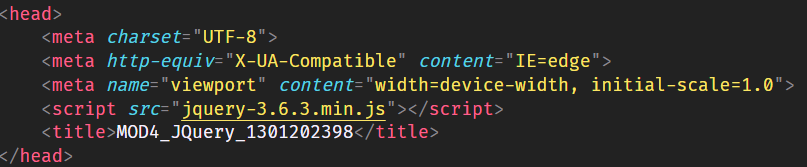 <head>
    <meta charset="UTF-8">
    <meta http-equiv="X-UA-Compatible" content="IE=edge">
    <meta name="viewport" content="width=device-width, initial-scale=1.0">
    <script src="jquery-3.6.3.min.js"></script>
    <title>MOD4_JQuery_1301202398</title>
</head>